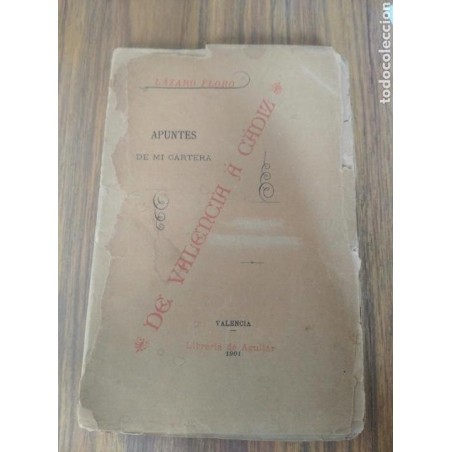 LÁZARO FLORO
APUNTES
DE MI CARTERA
DE VALENCIA Á CÁDIZ
VALENCIA
Librería de Aguilar
1901
todocoleccion